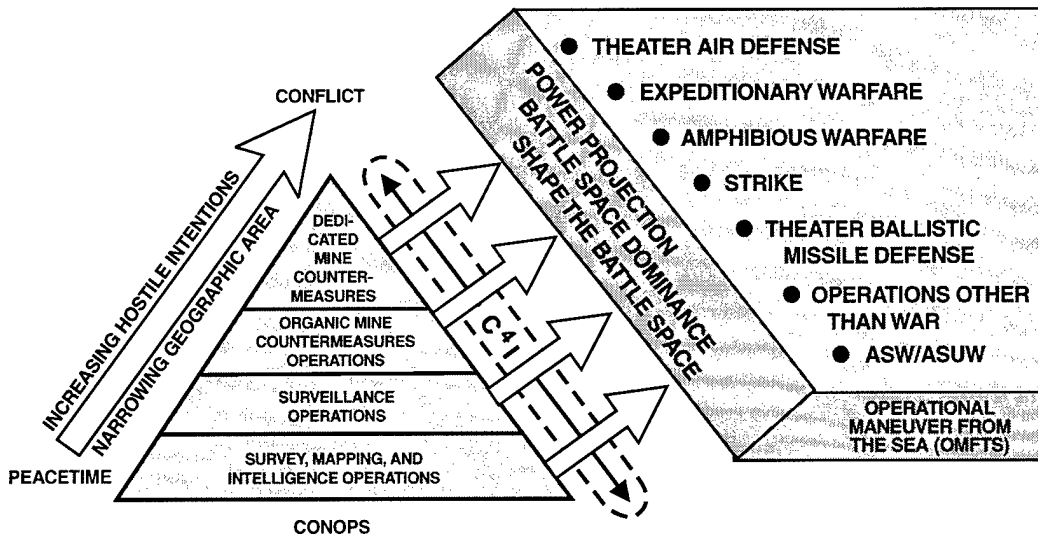 CONFLICT
INCREASING HOSTILE INTENTIONS
NARROWING GEOGRAPHIC AREA
PEACETIME
DEDI-
CATED
MINE
COUNTER-
MEASURES
ORGANIC MINE
COUNTERMEASURES
OPERATIONS
SURVEILLANCE
OPERATIONS
SURVEY, MAPPING, AND
INTELLIGENCE OPERATIONS
CONOPS
C4
POWER PROJECTION
BATTLE SPACE DOMINANCE
SHAPE THE BATTLE SPACE
● THEATER AIR DEFENSE
● EXPEDITIONARY WARFARE
● AMPHIBIOUS WARFARE
● STRIKE
● THEATER BALLISTIC
MISSILE DEFENSE
● OPERATIONS OTHER
THAN WAR
● ASW/ASUW
OPERATIONAL
MANEUVER FROM
THE SEA (OMFTS)